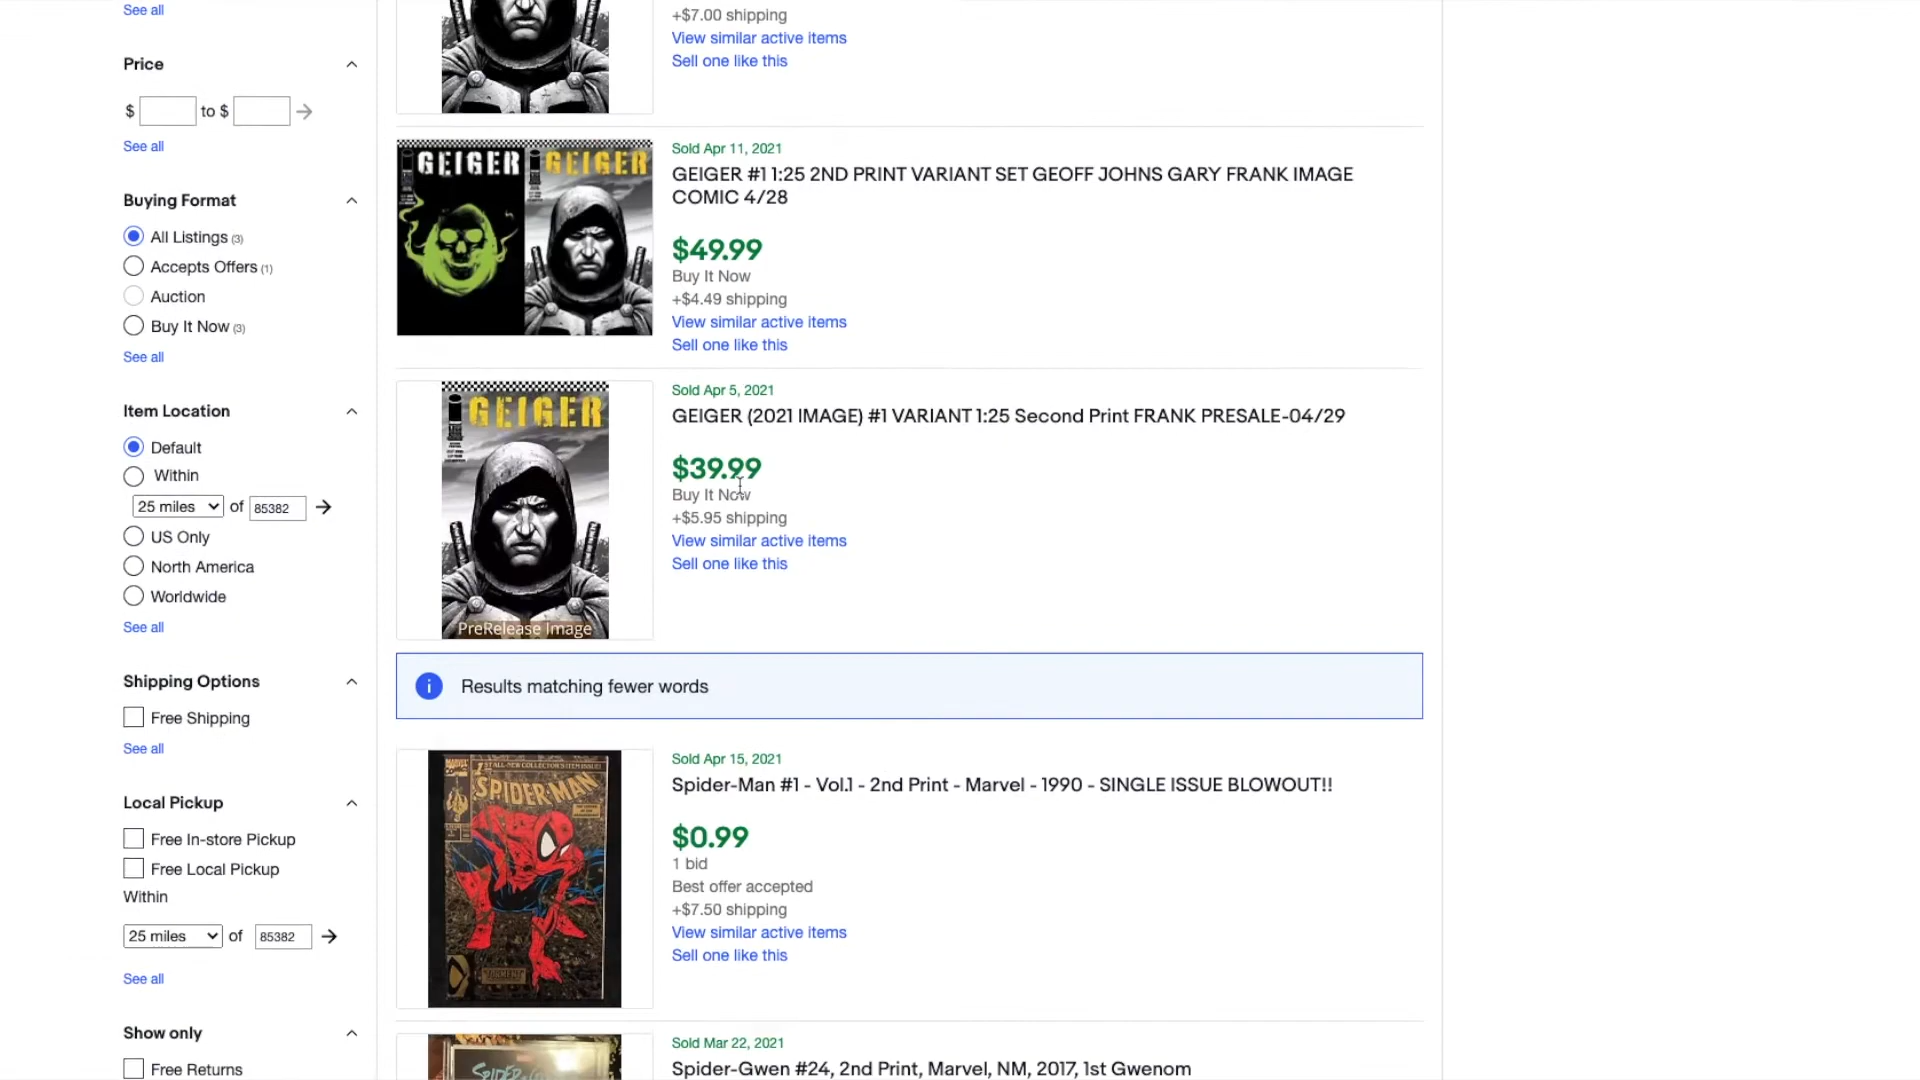 See all
Price
$ to $
See all
Buying Format
All Listings (3)
Accepts Offers (1)
Auction
Buy It Now (3)
See all
Item Location
Default
Within
25 miles of 85382
US Only
North America
Worldwide
See all
Shipping Options
Free Shipping
See all
Local Pickup
Free In-store Pickup
Free Local Pickup
Within
25 miles of 85382
See all
Show only
Free Returns
+$7.00 shipping
View similar active items
Sell one like this
GEIGER GEIGER
Sold Apr 11, 2021
GEIGER #1 1:25 2ND PRINT VARIANT SET GEOFF JOHNS GARY FRANK IMAGE
COMIC 4/28
$49.99
Buy It Now
+$4.49 shipping
View similar active items
Sell one like this
GEIGER
PreRelease Image
Sold Apr 5, 2021
GEIGER (2021 IMAGE) #1 VARIANT 1:25 Second Print FRANK PRESALE-04/29
$39.99
Buy It Now
+$5.95 shipping
View similar active items
Sell one like this
i Results matching fewer words
MARVEL
1ST ALL-NEW COLLECTOR'S ITEM ISSUE!
SPIDER-MAN
TORMENT
Sold Apr 15, 2021
Spider-Man #1 - Vol.1 - 2nd Print - Marvel - 1990 - SINGLE ISSUE BLOWOUT!!
$0.99
1 bid
Best offer accepted
+$7.50 shipping
View similar active items
Sell one like this
Sold Mar 22, 2021
Spider-Gwen #24, 2nd Print, Marvel, NM, 2017, 1st Gwenom